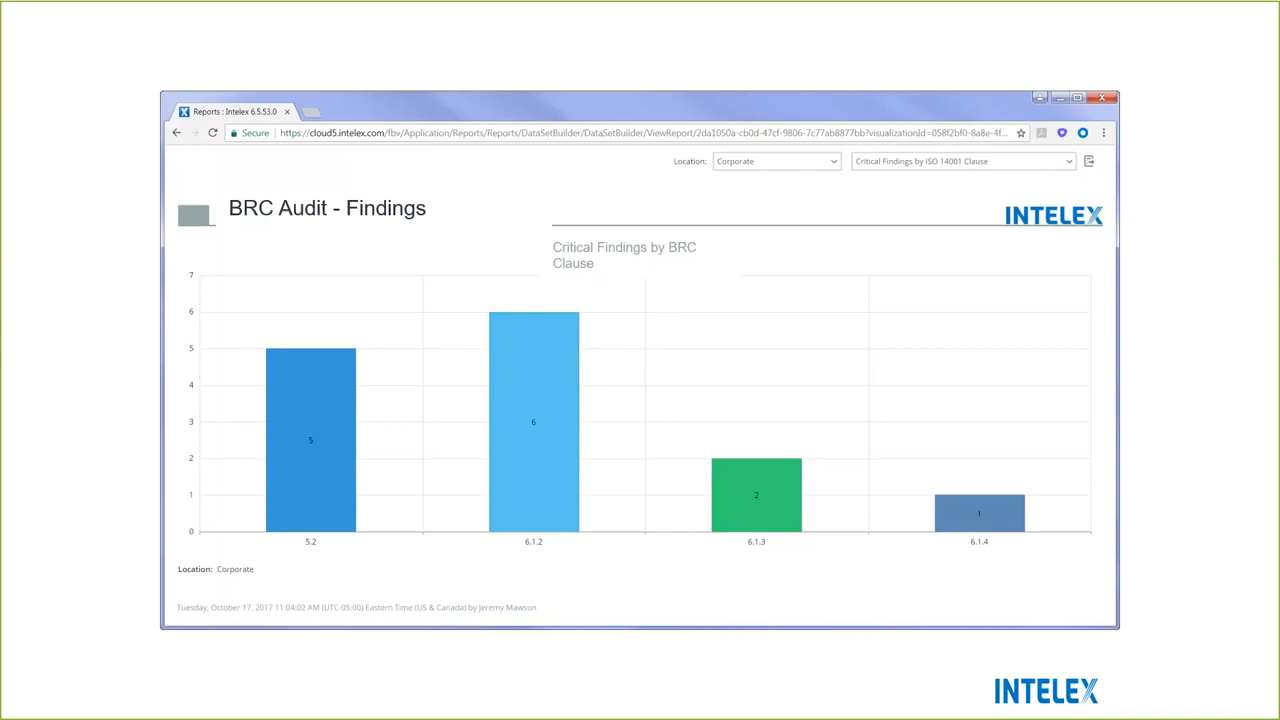 Reports : Intelex 6.5.53.0
Secure https://cloud5.intelex.com/fbv/Application/Reports/Reports/DataSetBuilder/DataSetBuilder/ViewReport/2da1050a-cb0d-47cf-9806-7c77ab8877bb?visualizationId=058f2bf0-8a8e-4f...
Location: Corporate Critical Findings by ISO 14001 Clause
BRC Audit - Findings
INTELEX
Critical Findings by BRC
Clause
7
6
5
4
3
2
1
0
5
6
2
1
5.2 6.1.2 6.1.3 6.1.4
Location: Corporate
Tuesday, October 17, 2017 11:04:02 AM (UTC-05:00) Eastern Time (US & Canada) by Jeremy Mawson
INTELEX